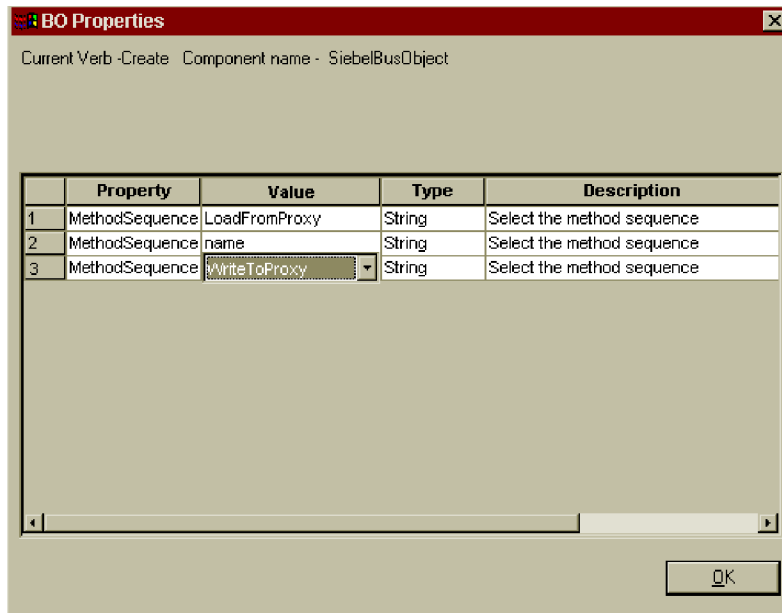 BO Properties
Current Verb -Create Component name - SiebelBusObject
Property Value Type Description
1 MethodSequence LoadFromProxy String Select the method sequence
2 MethodSequence name String Select the method sequence
3 MethodSequence WriteToProxy String Select the method sequence
OK